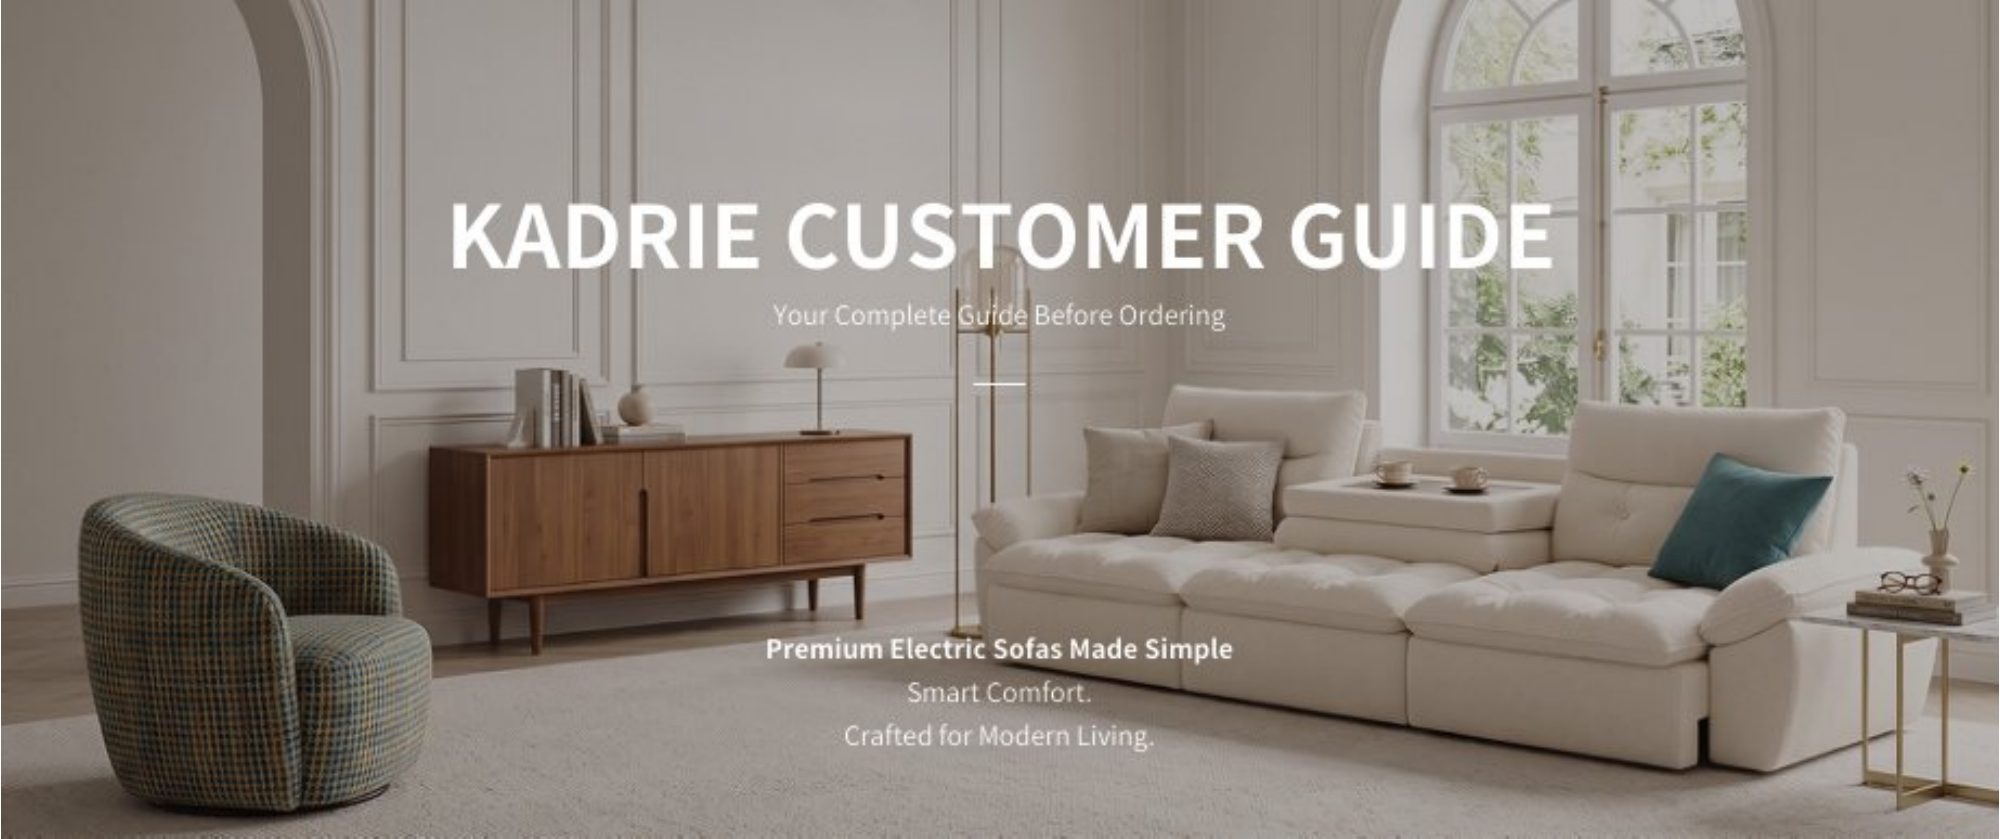 KADRIE CUSTOMER GUIDE
Your Complete Guide Before Ordering
Premium Electric Sofas Made Simple
Smart Comfort.
Crafted for Modern Living.